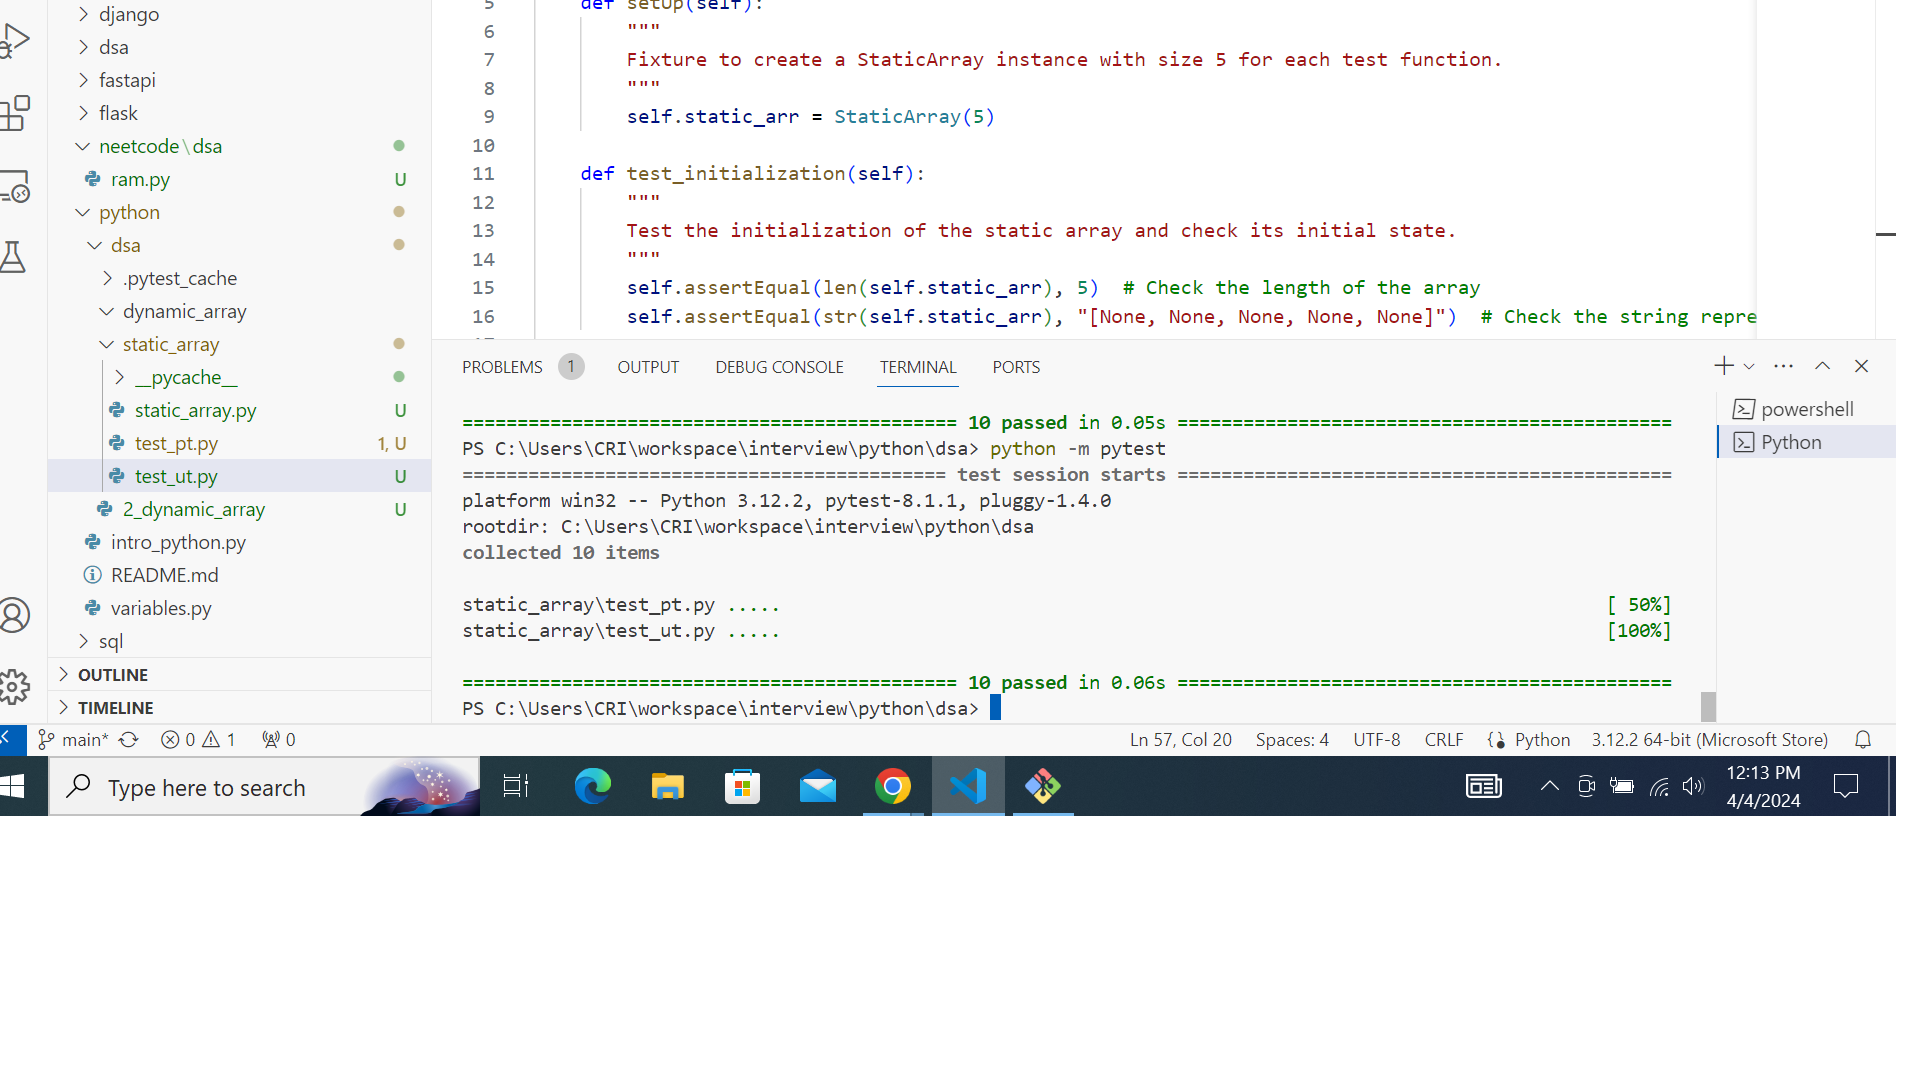 django
dsa
fastapi
flask
neetcode\dsa
ram.py U
python
dsa
.pytest_cache
dynamic_array
static_array
__pycache__
static_array.py U
test_pt.py 1, U
test_ut.py U
2_dynamic_array U
intro_python.py
README.md
variables.py
sql
OUTLINE
TIMELINE
5 def setUp(self):
6 """
7 Fixture to create a StaticArray instance with size 5 for each test function.
8 """
9 self.static_arr = StaticArray(5)
10
11 def test_initialization(self):
12 """
13 Test the initialization of the static array and check its initial state.
14 """
15 self.assertEqual(len(self.static_arr), 5)  # Check the length of the array
16 self.assertEqual(str(self.static_arr), "[None, None, None, None, None]")  # Check the string repre
PROBLEMS 1 OUTPUT DEBUG CONSOLE TERMINAL PORTS
============================================= 10 passed in 0.05s =============================================
PS C:\Users\CRI\workspace\interview\python\dsa> python -m pytest
============================================ test session starts =============================================
platform win32 -- Python 3.12.2, pytest-8.1.1, pluggy-1.4.0
rootdir: C:\Users\CRI\workspace\interview\python\dsa
collected 10 items
static_array\test_pt.py ..... [ 50%]
static_array\test_ut.py ..... [100%]
============================================= 10 passed in 0.06s =============================================
PS C:\Users\CRI\workspace\interview\python\dsa>
powershell
Python
main* 0 1 0 Ln 57, Col 20 Spaces: 4 UTF-8 CRLF Python 3.12.2 64-bit (Microsoft Store)
Type here to search
12:13 PM
4/4/2024